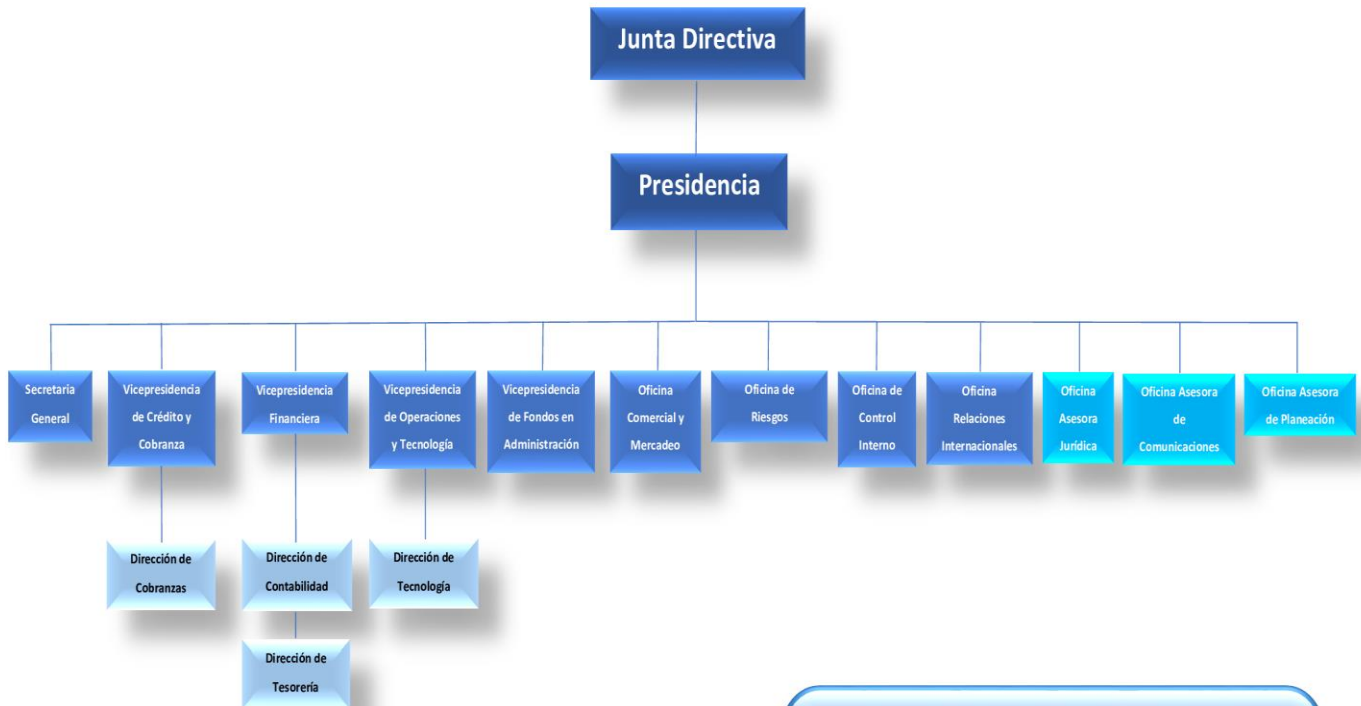 Junta Directiva
Presidencia
Secretaria
General
Vicepresidencia
de Crédito y
Cobranza
Vicepresidencia
Financiera
Vicepresidencia
de Operaciones
y Tecnología
Vicepresidencia
de Fondos en
Administración
Oficina
Comercial y
Mercadeo
Oficina de
Riesgos
Oficina de
Control
Interno
Oficina
Relaciones
Internacionales
Oficina
Asesora
Jurídica
Oficina Asesora
de
Comunicaciones
Oficina Asesora
de Planeación
Dirección de
Cobranzas
Dirección de
Contabilidad
Dirección de
Tecnología
Dirección de
Tesorería